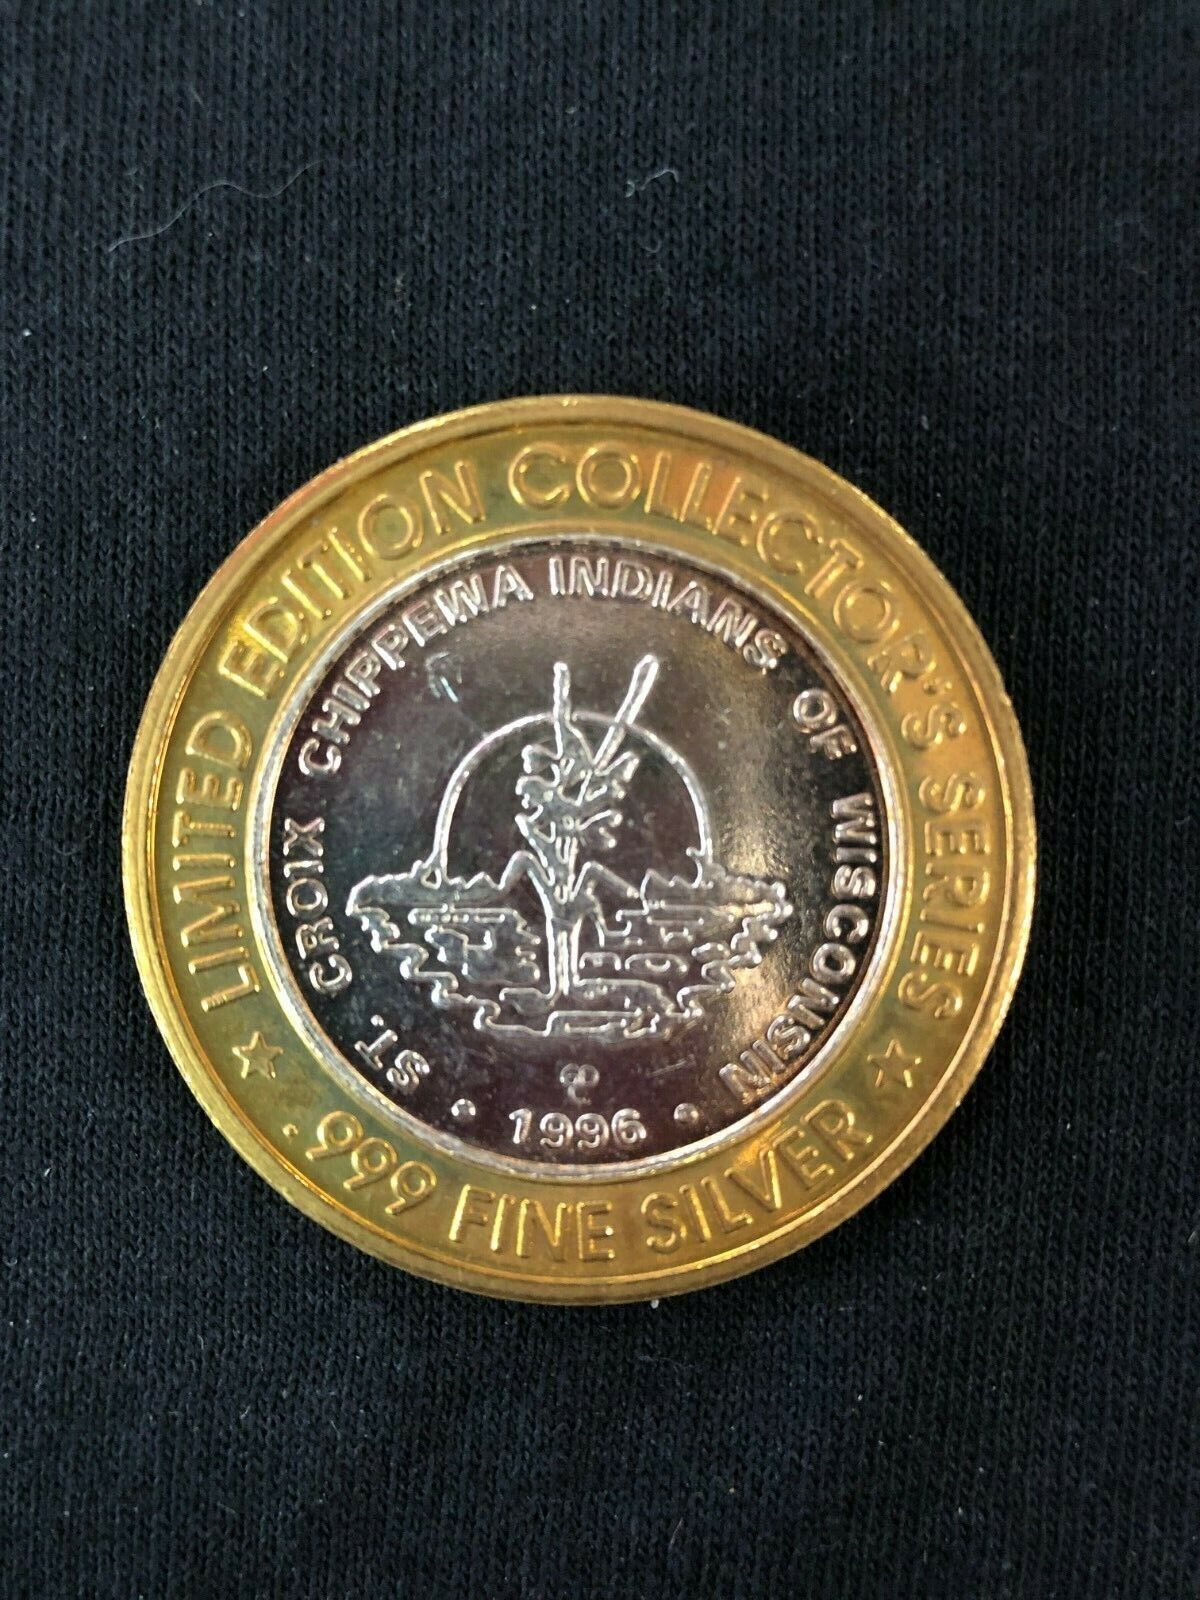 LIMITED EDITION COLLECTOR'S SERIES
.999 FINE SILVER
ST. CROIX CHIPPEWA INDIANS OF WISCONSIN
• 1996 •